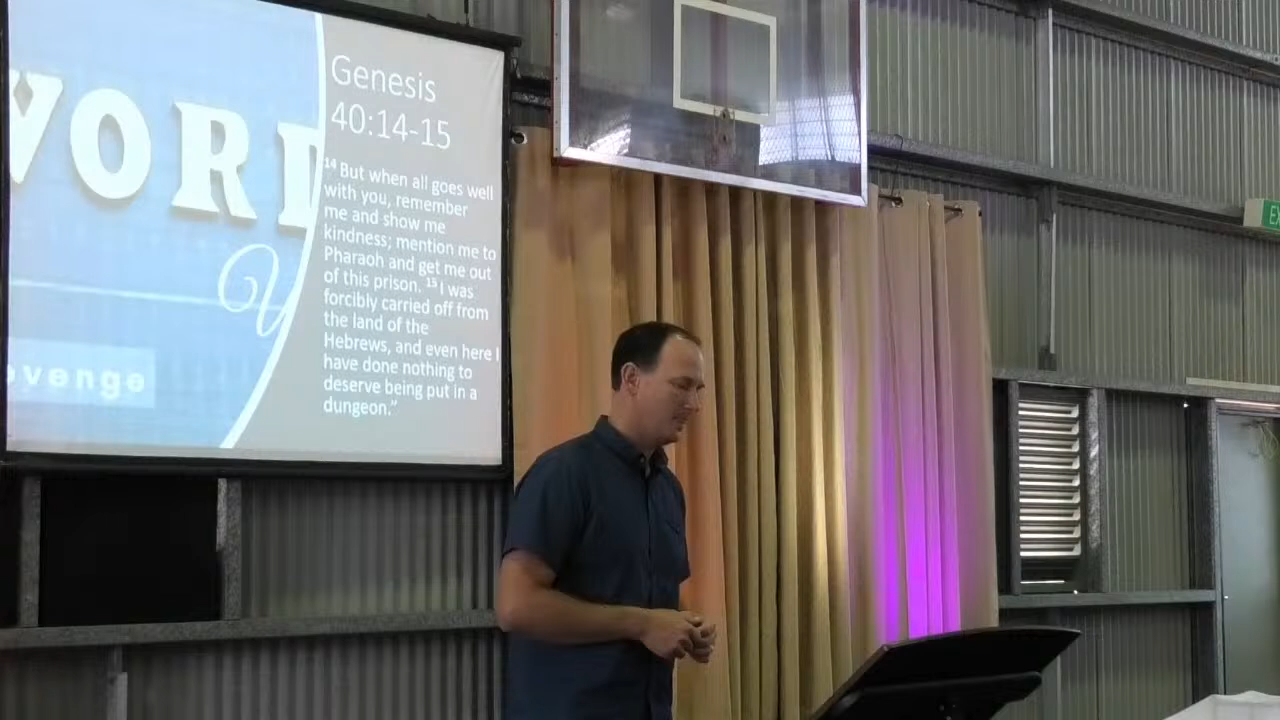 WORD
venge
Genesis
40:14-15
14 But when all goes well
with you, remember
me and show me
kindness; mention me to
Pharaoh and get me out
of this prison. 15 I was
forcibly carried off from
the land of the
Hebrews, and even here I
have done nothing to
deserve being put in a
dungeon.”